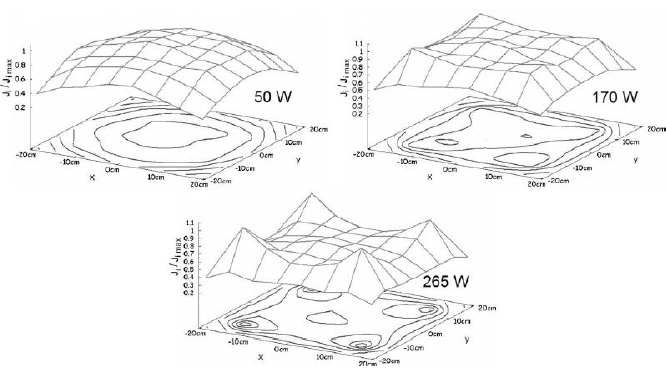 J_i / J_i max
1
0.8
0.6
0.4
0.2
50 W
-20cm
-10cm
0cm
10cm
20cm
x
-20cm
-10cm
0cm
10cm
20cm
y
J_i / J_i max
1.1
1
0.9
0.8
0.7
0.6
0.5
0.4
0.3
0.2
170 W
-20cm
-10cm
0cm
10cm
20cm
x
-20cm
-10cm
0cm
10cm
20cm
y
J_i / J_i max
1.1
1
0.9
0.8
0.7
0.6
0.5
0.4
0.3
0.2
265 W
-20cm
-10cm
0cm
10cm
20cm
x
-20cm
-10cm
0cm
10cm
20cm
y